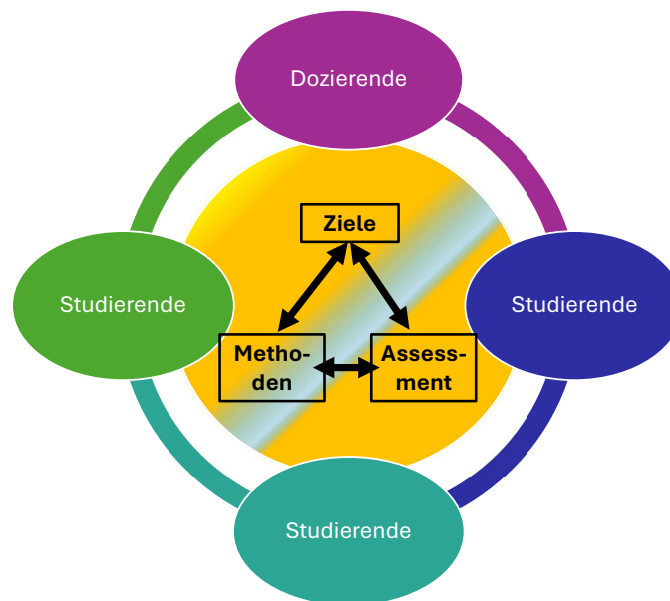 Dozierende
Ziele
Studierende
Studierende
Metho-
den
Assess-
ment
Studierende